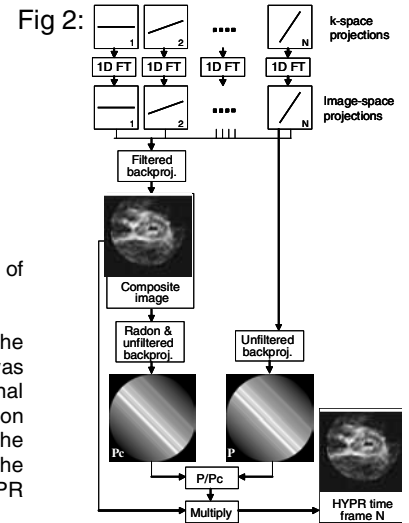 Fig 2:
1
2
....
N
k-space
projections
1D FT
1D FT
1D FT
1D FT
1
2
....
N
Image-space
projections
Filtered
backproj.
Composite
image
Radon &
unfiltered
backproj.
Unfiltered
backproj.
Pc
P
P/Pc
Multiply
HYPR time
frame N
of
the
as
nal
on
he
he
PR